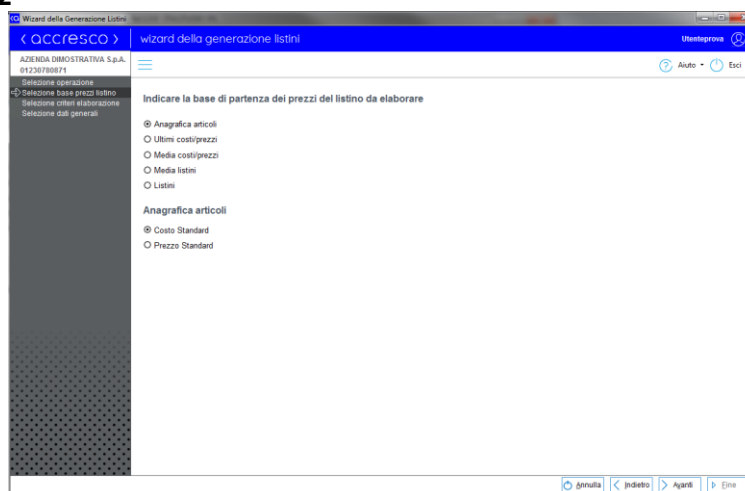 Wizard della Generazione Listini
accresco
wizard della generazione listini
Utenteprova
AZIENDA DIMOSTRATIVA S.p.A.
01230780871
Aiuto
Esci
Selezione operazione
Selezione base prezzi listino
Selezione criteri elaborazione
Selezione dati generali
Indicare la base di partenza dei prezzi del listino da elaborare
Anagrafica articoli
Ultimi costi/prezzi
Media costi/prezzi
Media listini
Listini
Anagrafica articoli
Costo Standard
Prezzo Standard
Annulla
Indietro
Avanti
Fine